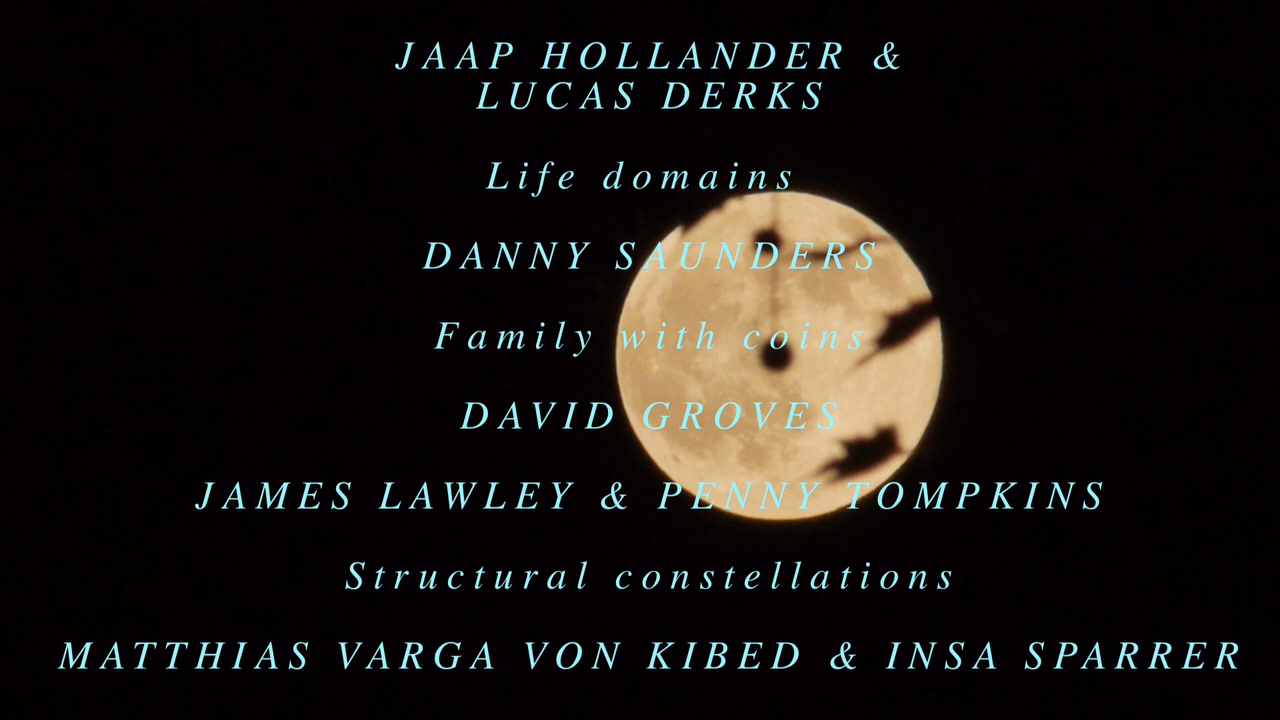 JAAP HOLLANDER &
LUCAS DERKS
Life domains
DANNY SAUNDERS
Family with coins
DAVID GROVES
JAMES LAWLEY & PENNY TOMPKINS
Structural constellations
MATTHIAS VARGA VON KIBED & INSA SPARRER